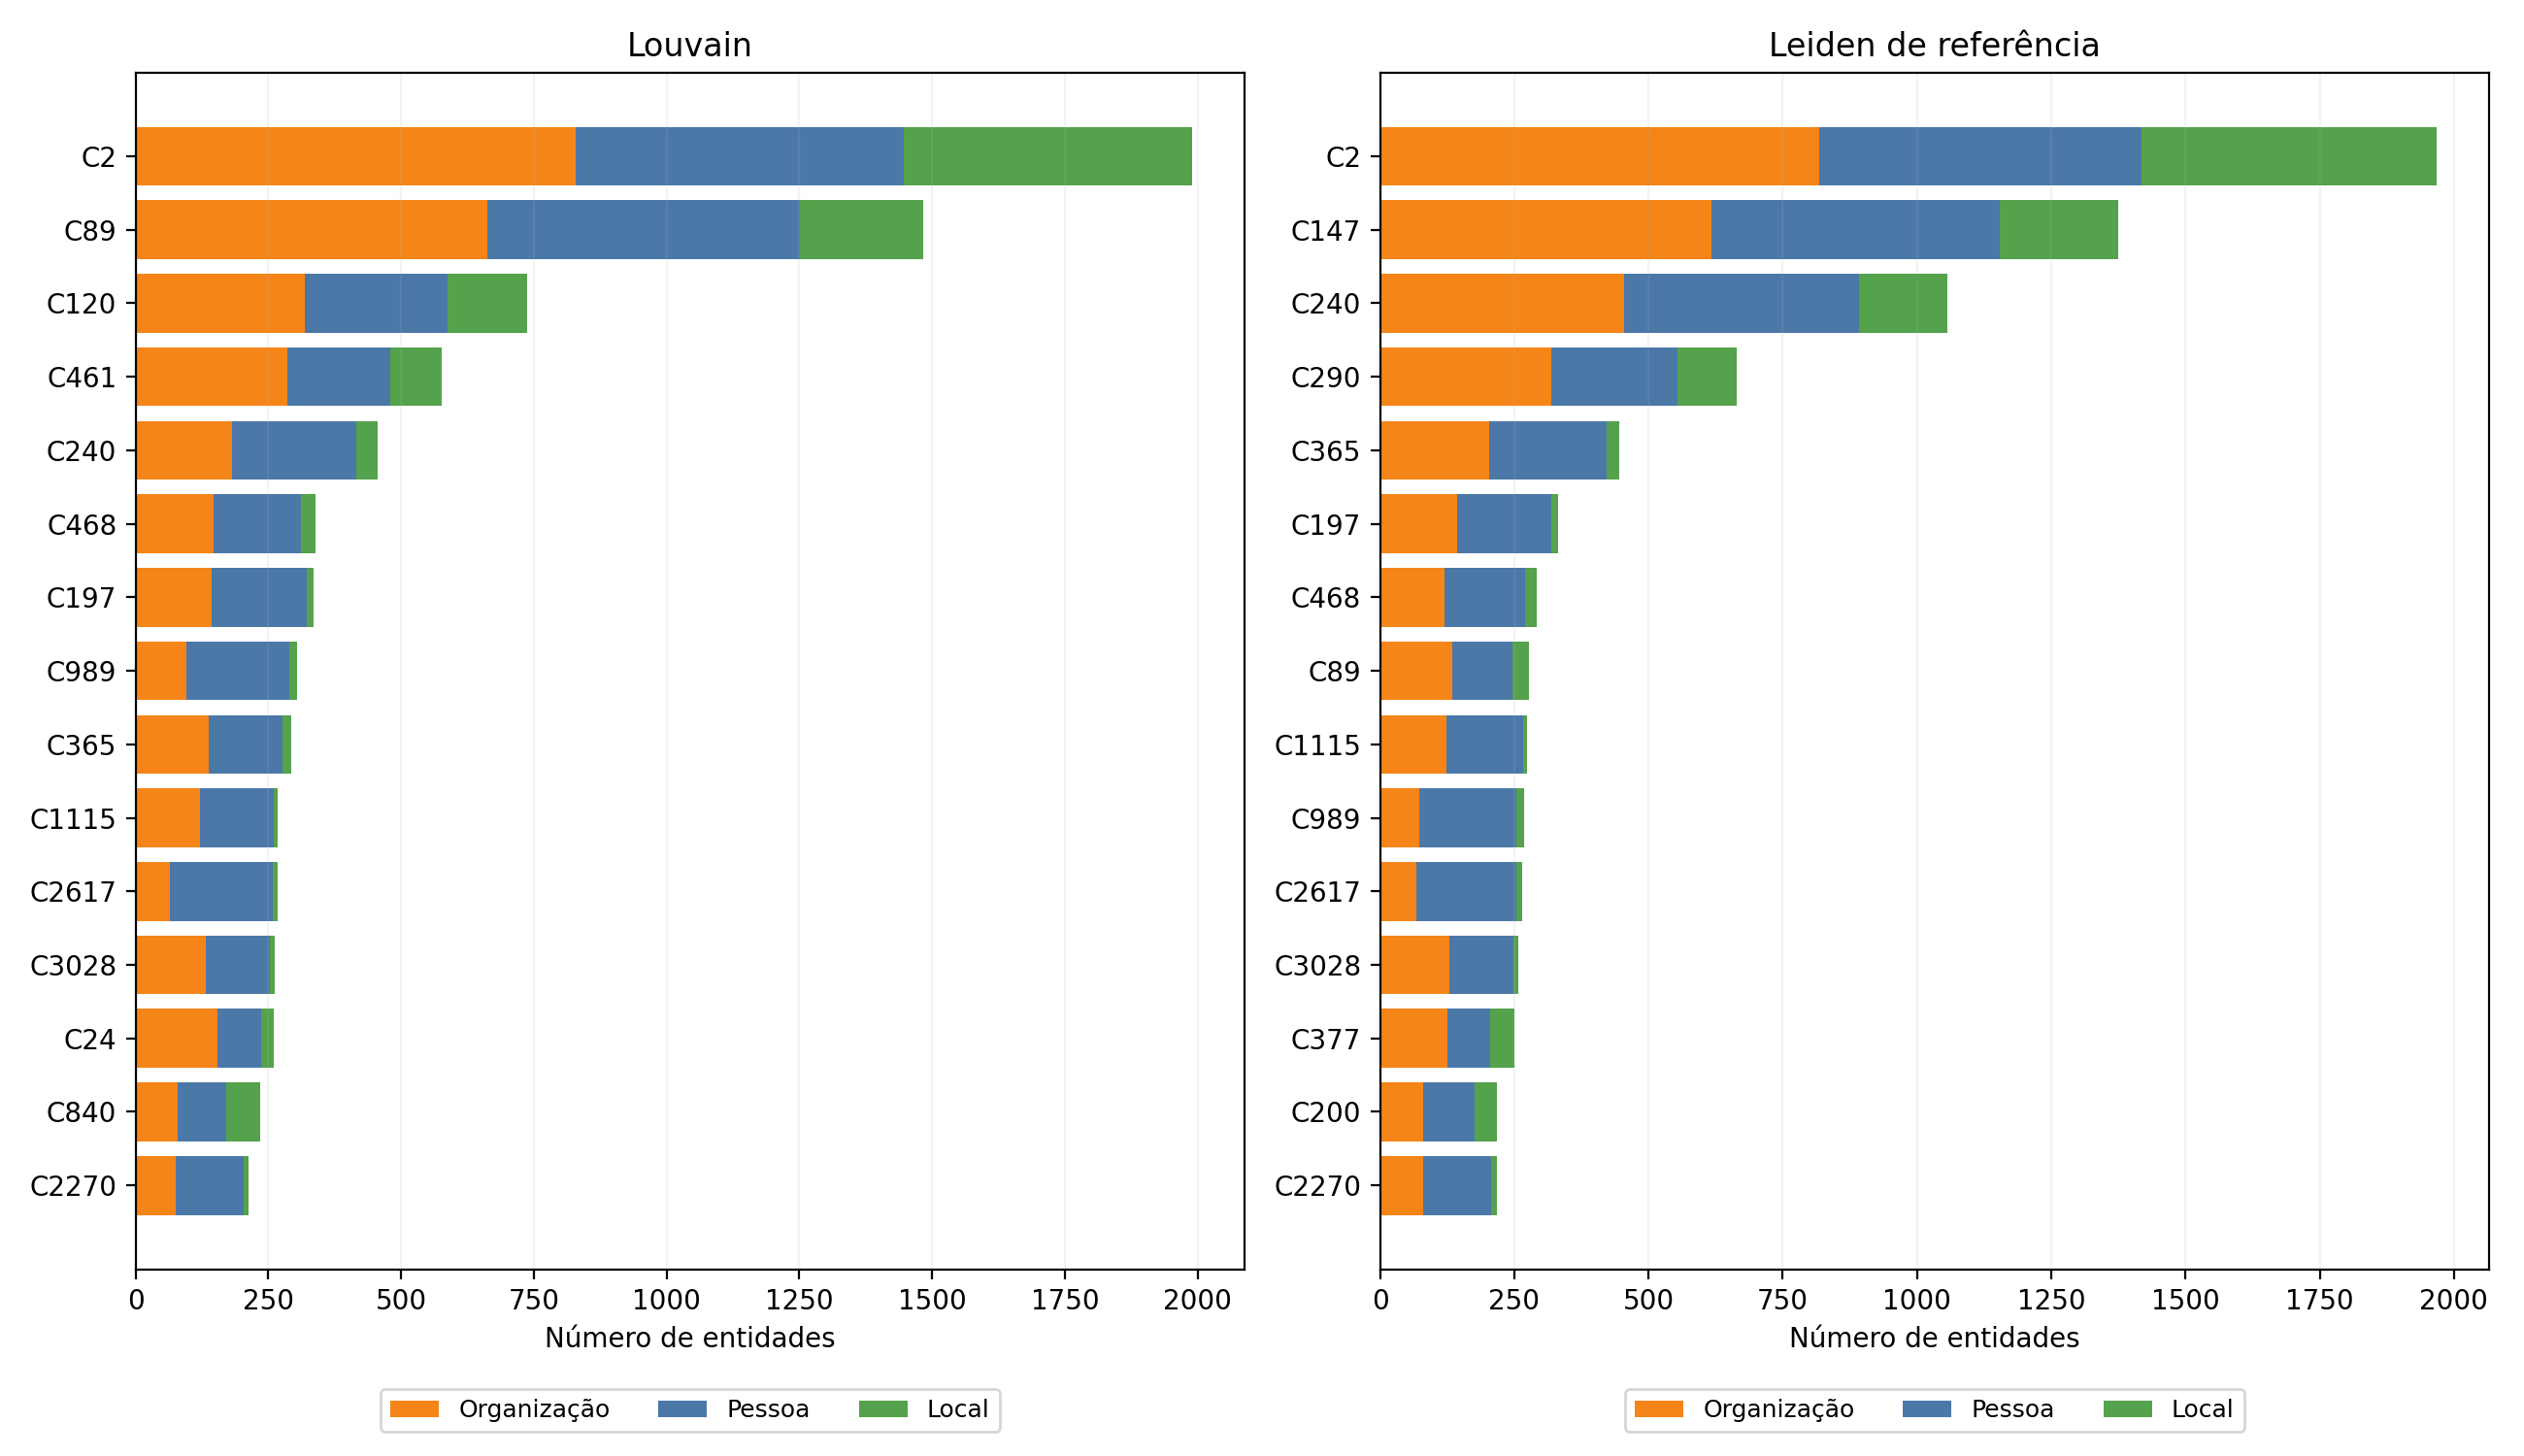 Louvain
C2
C89
C120
C461
C240
C468
C197
C989
C365
C1115
C2617
C3028
C24
C840
C2270
0 250 500 750 1000 1250 1500 1750 2000
Número de entidades
Organização Pessoa Local
Leiden de referência
C2
C147
C240
C290
C365
C197
C468
C89
C1115
C989
C2617
C3028
C377
C200
C2270
0 250 500 750 1000 1250 1500 1750 2000
Número de entidades
Organização Pessoa Local